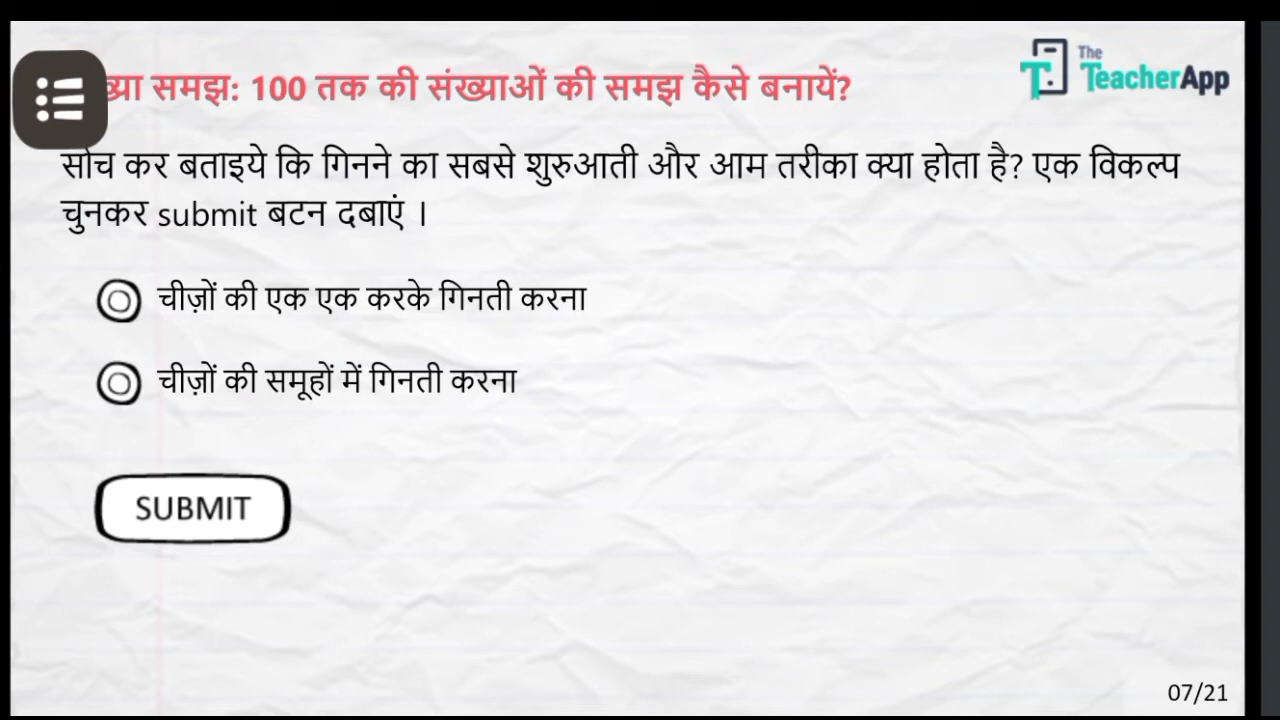 समझ: 100 तक की संख्याओं की समझ कैसे बनायें?
The
TeacherApp
सोच कर बताइये कि गिनने का सबसे शुरुआती और आम तरीका क्या होता है? एक विकल्प
चुनकर submit बटन दबाएं ।
चीज़ों की एक एक करके गिनती करना
चीज़ों की समूहों में गिनती करना
SUBMIT
07/21